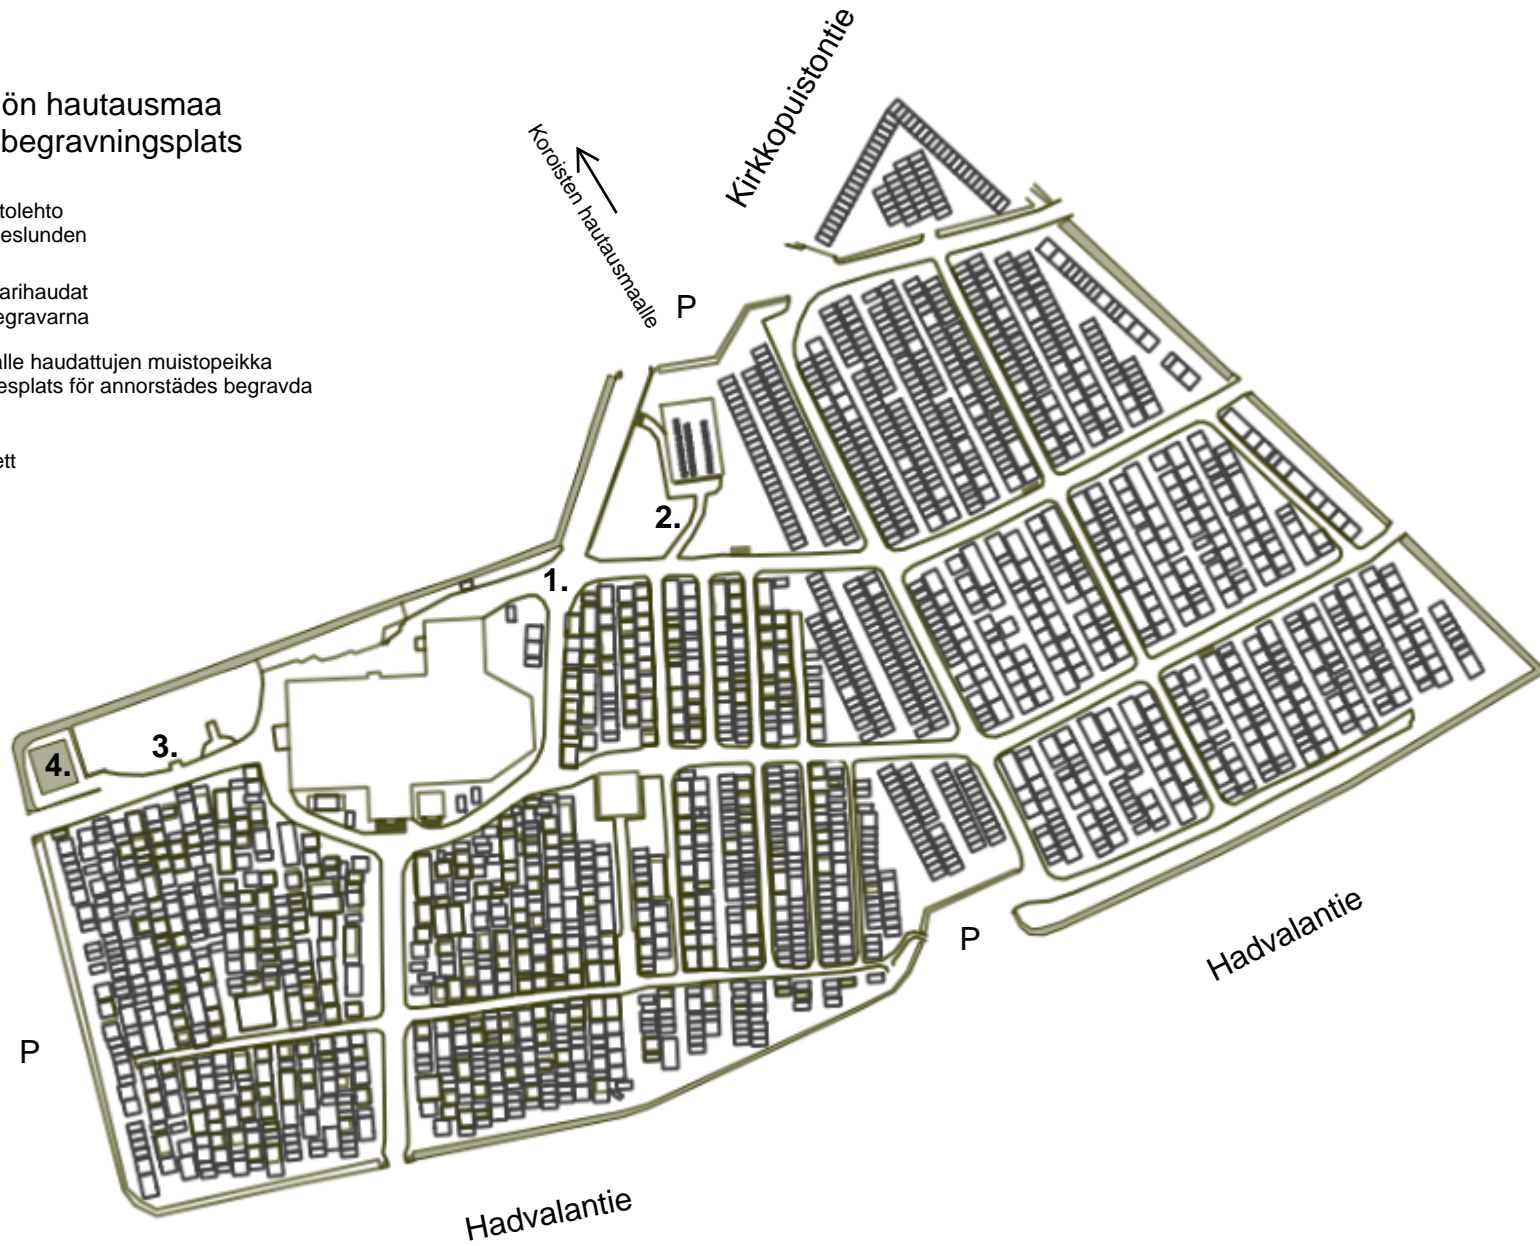 ön hautausmaa
begravningsplats
tolehto
eslunden
arihaudat
egravarna
alle haudattujen muistopeikka
esplats för annorstädes begravda
ett
Koroisten hautausmaalle
Kirkkopuistontie
P
2.
1.
3.
4.
P
Hadvalantie
P
Hadvalantie